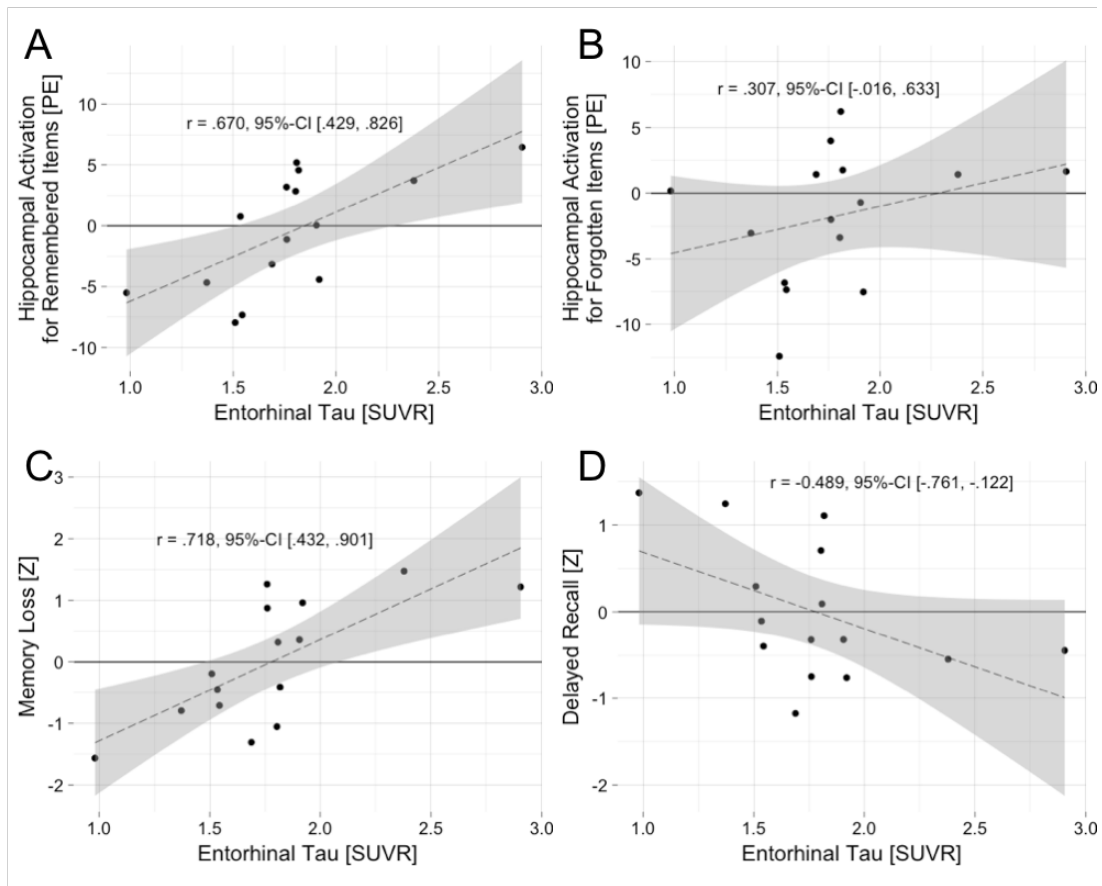 A
Hippocampal Activation
for Remembered Items [PE]
r = .670, 95%-CI [.429, .826]
10
5
0
-5
-10
1.0 1.5 2.0 2.5 3.0
Entorhinal Tau [SUVR]
B
Hippocampal Activation
for Forgotten Items [PE]
r = .307, 95%-CI [-.016, .633]
10
5
0
-5
-10
1.0 1.5 2.0 2.5 3.0
Entorhinal Tau [SUVR]
C
Memory Loss [Z]
r = .718, 95%-CI [.432, .901]
3
2
1
0
-1
-2
1.0 1.5 2.0 2.5 3.0
Entorhinal Tau [SUVR]
D
Delayed Recall [Z]
r = -0.489, 95%-CI [-.761, -.122]
1
0
-1
-2
1.0 1.5 2.0 2.5 3.0
Entorhinal Tau [SUVR]